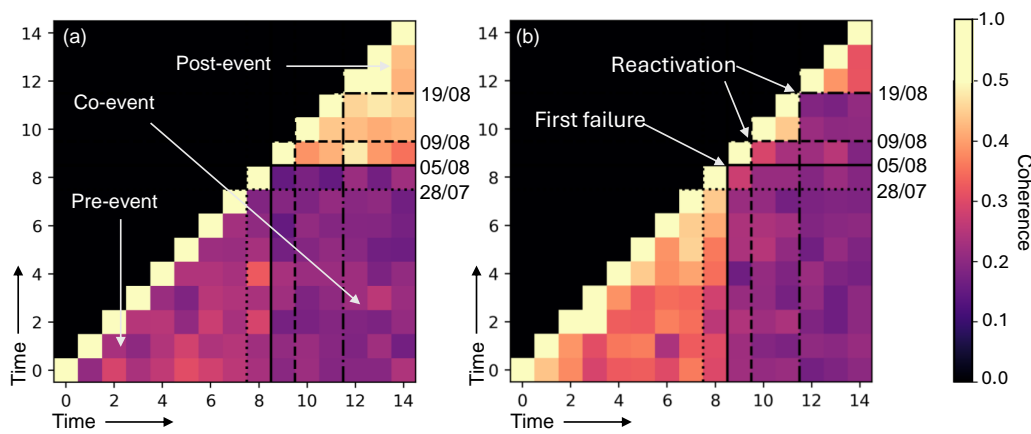 (a)
Post-event
Co-event
Pre-event
14
12
10
8
6
4
2
0
Time
0 2 4 6 8 10 12 14
Time
19/08
09/08
05/08
28/07
(b)
Reactivation
First failure
14
12
10
8
6
4
2
0
Time
0 2 4 6 8 10 12 14
Time
19/08
09/08
05/08
28/07
1.0
0.5
0.4
0.3
0.2
0.1
0.0
Coherence